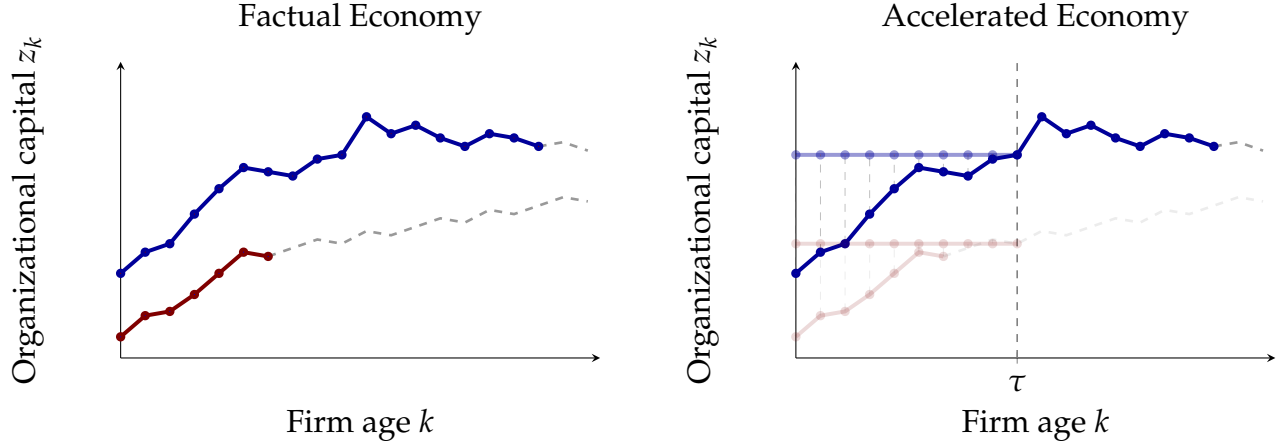 Factual Economy
Organizational capital z_k
Firm age k
Accelerated Economy
Organizational capital z_k
τ
Firm age k